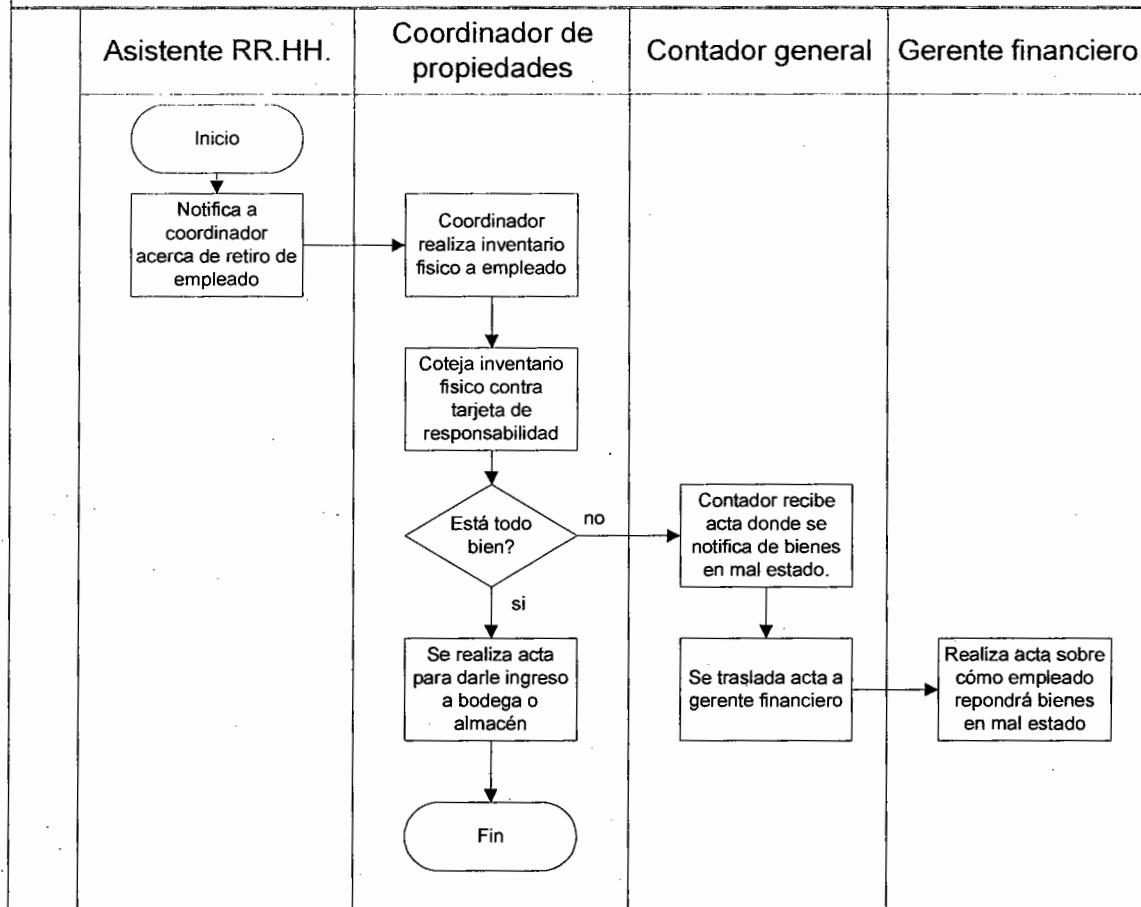 Asistente RR.HH.
Coordinador de
propiedades
Contador general
Gerente financiero
Inicio
Notifica a
coordinador
acerca de retiro de
empleado
Coordinador
realiza inventario
fisico a empleado
Coteja inventario
fisico contra
tarjeta de
responsabilidad
Está todo
bien?
no
si
Contador recibe
acta donde se
notifica de bienes
en mal estado.
Se realiza acta
para darle ingreso
a bodega o
almacén
Se traslada acta a
gerente financiero
Realiza acta sobre
cómo empleado
repondrá bienes
en mal estado
Fin